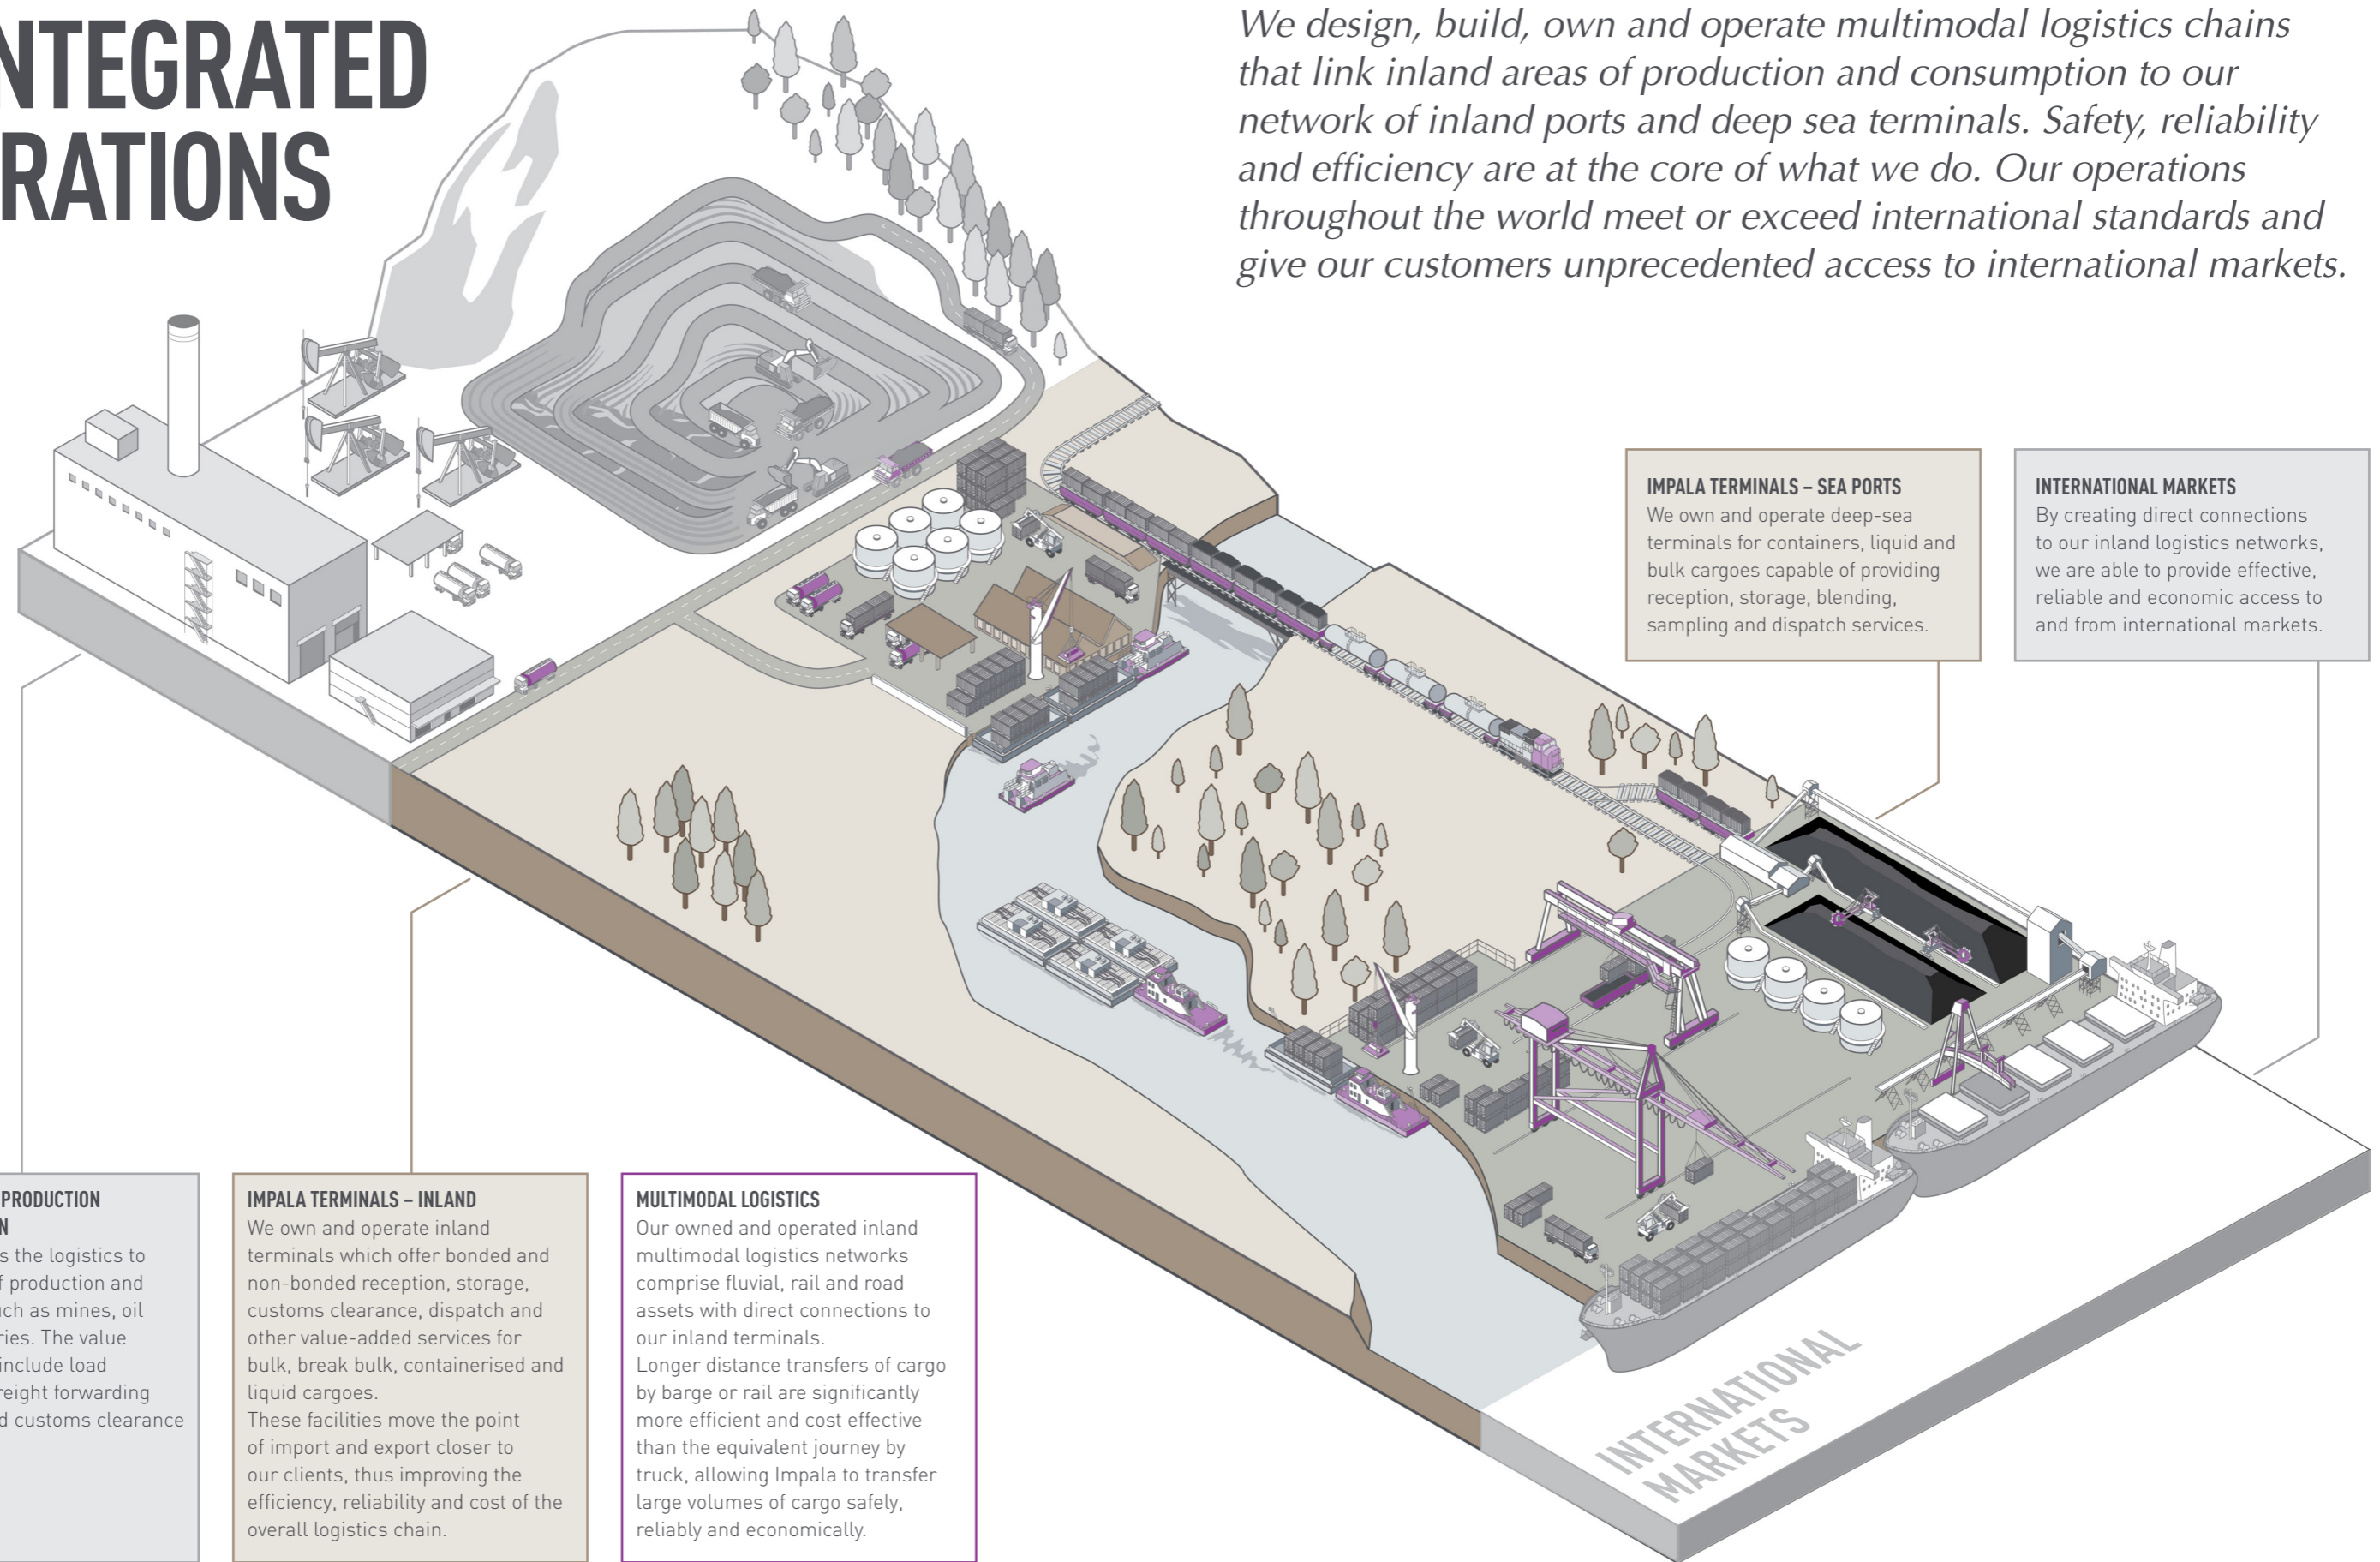 NTEGRATED
RATIONS
We design, build, own and operate multimodal logistics chains
that link inland areas of production and consumption to our
network of inland ports and deep sea terminals. Safety, reliability
and efficiency are at the core of what we do. Our operations
throughout the world meet or exceed international standards and
give our customers unprecedented access to international markets.
IMPALA TERMINALS – SEA PORTS
We own and operate deep-sea
terminals for containers, liquid and
bulk cargoes capable of providing
reception, storage, blending,
sampling and dispatch services.
INTERNATIONAL MARKETS
By creating direct connections
to our inland logistics networks,
we are able to provide effective,
reliable and economic access to
and from international markets.
PRODUCTION
N
s the logistics to
f production and
uch as mines, oil
ries. The value
include load
reight forwarding
d customs clearance
IMPALA TERMINALS – INLAND
We own and operate inland
terminals which offer bonded and
non-bonded reception, storage,
customs clearance, dispatch and
other value-added services for
bulk, break bulk, containerised and
liquid cargoes.
These facilities move the point
of import and export closer to
our clients, thus improving the
efficiency, reliability and cost of the
overall logistics chain.
MULTIMODAL LOGISTICS
Our owned and operated inland
multimodal logistics networks
comprise fluvial, rail and road
assets with direct connections to
our inland terminals.
Longer distance transfers of cargo
by barge or rail are significantly
more efficient and cost effective
than the equivalent journey by
truck, allowing Impala to transfer
large volumes of cargo safely,
reliably and economically.
INTERNATIONAL
MARKETS